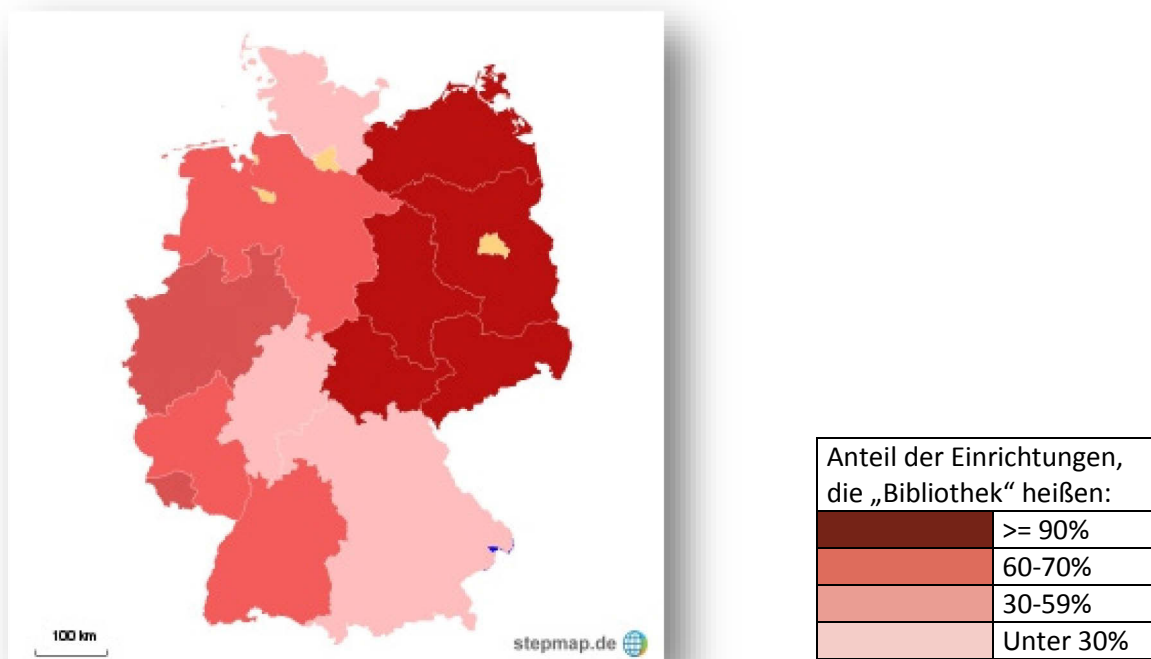 100 km
stepmap.de
Anteil der Einrichtungen,
die „Bibliothek“ heißen:
>= 90%
60-70%
30-59%
Unter 30%